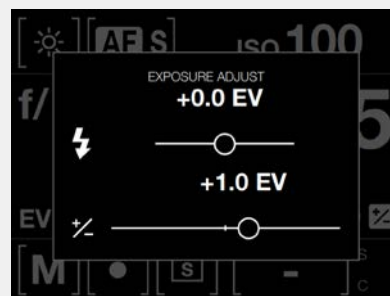 AF S
ISO 100
EXPOSURE ADJUST
+0.0 EV
f/
5
+1.0 EV
EV
+/-
M
S
-
S
C